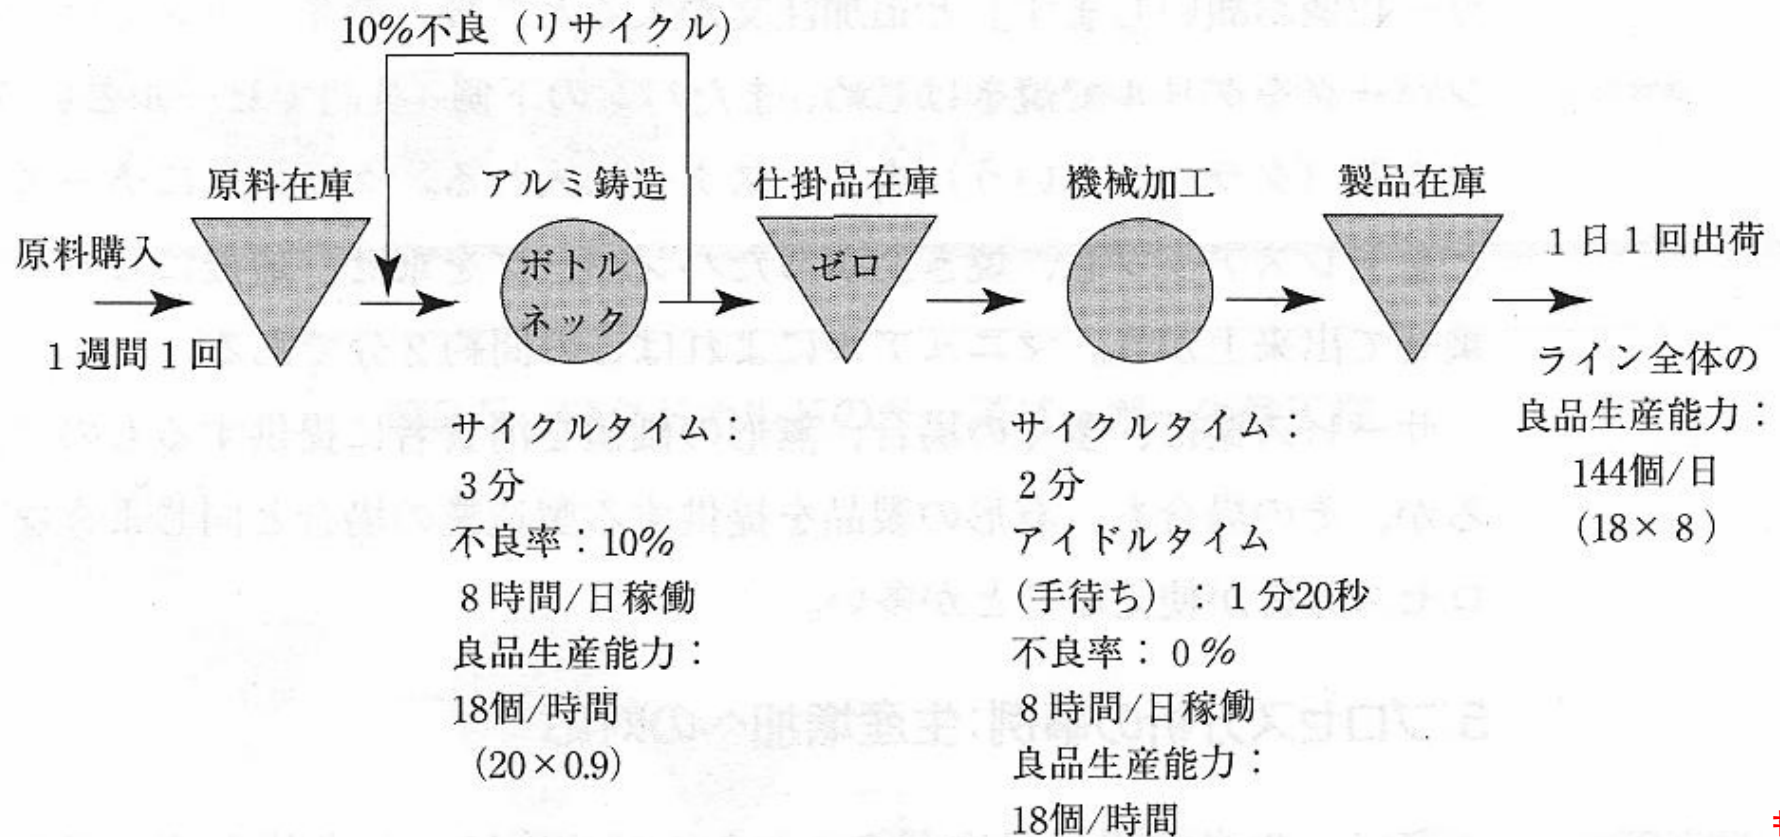 10%不良（リサイクル）
原料在庫
アルミ鋳造
仕掛品在庫
機械加工
製品在庫
原料購入
1週間1回
ボトル
ネック
ゼロ
1日1回出荷
ライン全体の
良品生産能力：
144個/日
（18×8）
サイクルタイム：
3分
不良率：10%
8時間/日稼働
良品生産能力：
18個/時間
（20×0.9）
サイクルタイム：
2分
アイドルタイム
（手待ち）：1分20秒
不良率：0％
8時間/日稼働
良品生産能力：
18個/時間